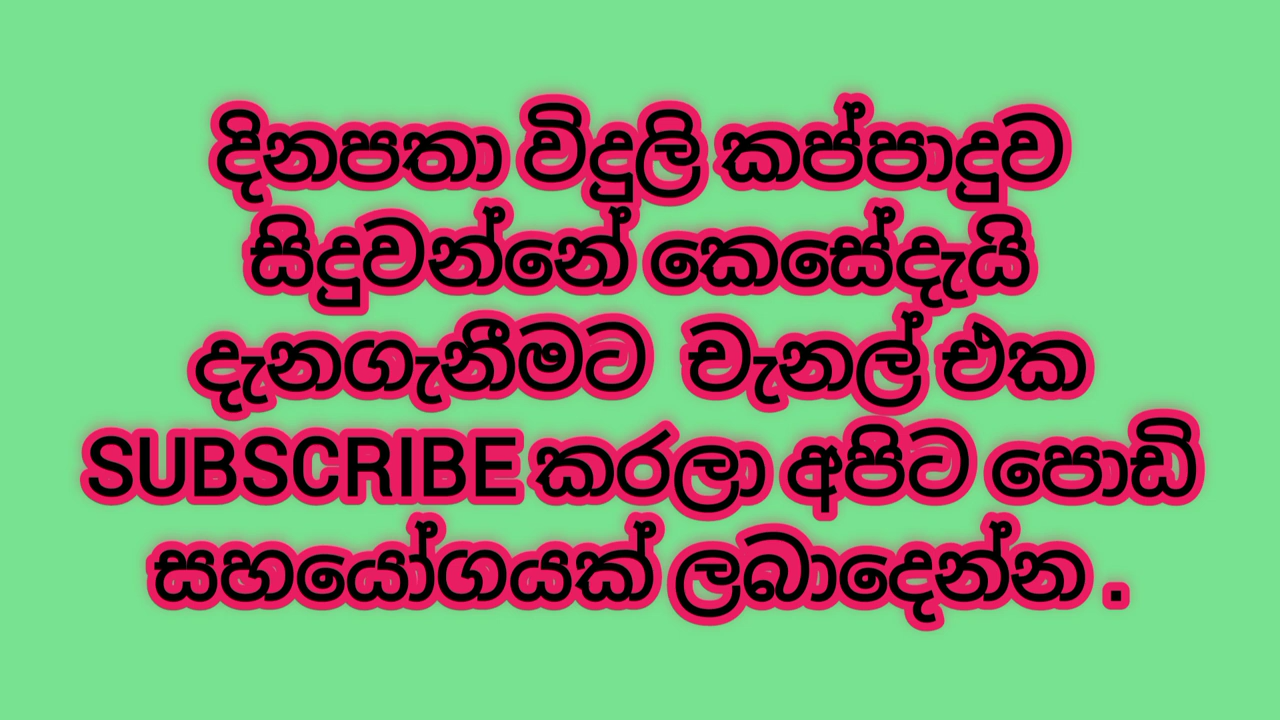 දිනපතා විදුලි කප්පාදුව
සිදුවන්නේ කෙසේදැයි
දැනගැනීමට චැනල් එක
SUBSCRIBE කරලා අපිට පොඩි
සහයෝගයක් ලබාදෙන්න .